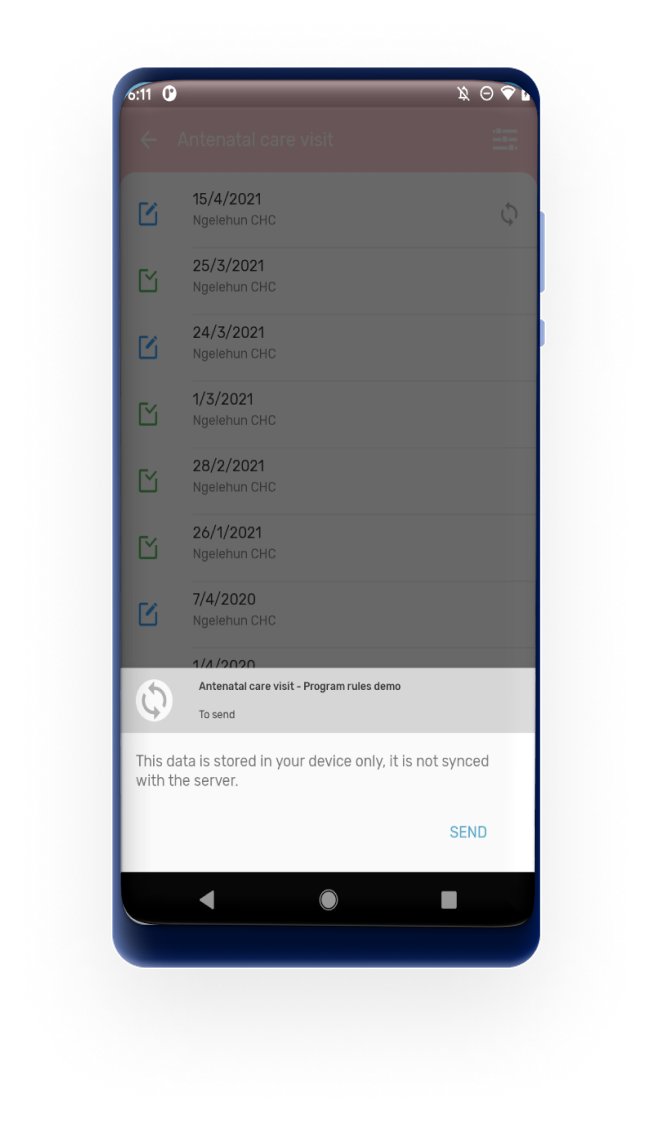 6:11
Antenatal care visit
15/4/2021
Ngelehun CHC
25/3/2021
Ngelehun CHC
24/3/2021
Ngelehun CHC
1/3/2021
Ngelehun CHC
28/2/2021
Ngelehun CHC
26/1/2021
Ngelehun CHC
7/4/2020
Ngelehun CHC
1/4/2020
Antenatal care visit - Program rules demo
To send
This data is stored in your device only, it is not synced
with the server.
SEND